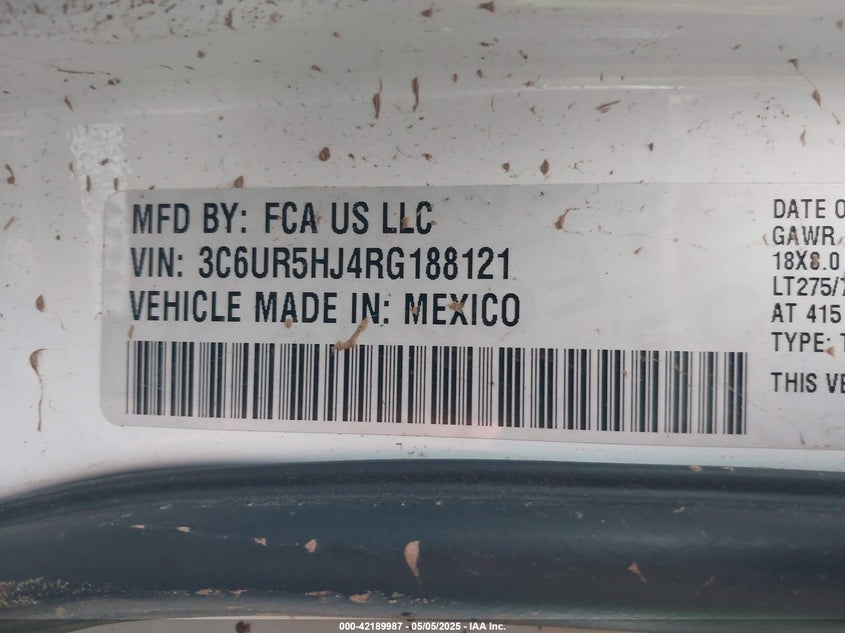 MFD BY: FCA US LLC
VIN: 3C6UR5HJ4RG188121
VEHICLE MADE IN: MEXICO
DATE O
GAWR
18X8.0
LT275/7
AT 415
TYPE: T
THIS VE
000-42189987 - 05/05/2025 - IAA Inc.